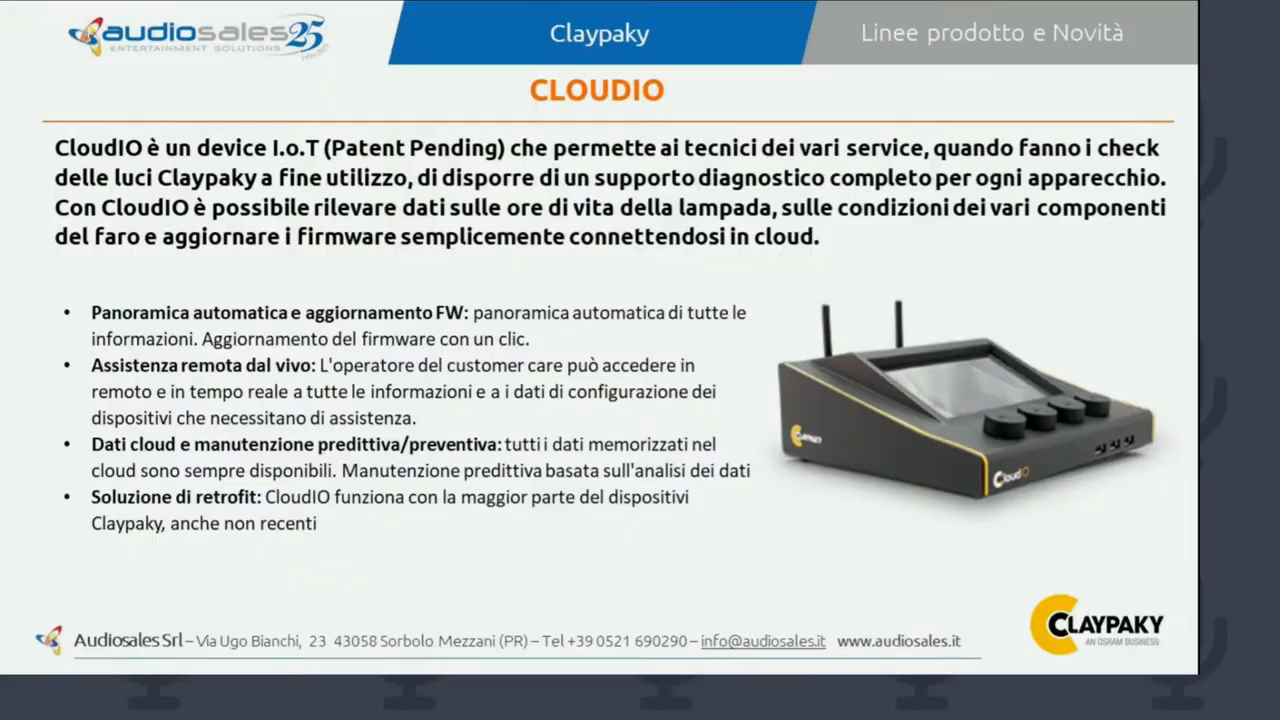 audiosales 25
ENTERTAINMENT SOLUTIONS
Claypaky
Linee prodotto e Novità
CLOUDIO
CloudIO è un device I.o.T (Patent Pending) che permette ai tecnici dei vari service, quando fanno i check
delle luci Claypaky a fine utilizzo, di disporre di un supporto diagnostico completo per ogni apparecchio.
Con CloudIO è possibile rilevare dati sulle ore di vita della lampada, sulle condizioni dei vari componenti
del faro e aggiornare i firmware semplicemente connettendosi in cloud.
• Panoramica automatica e aggiornamento FW: panoramica automatica di tutte le
informazioni. Aggiornamento del firmware con un clic.
• Assistenza remota dal vivo: L'operatore del customer care può accedere in
remoto e in tempo reale a tutte le informazioni e a i dati di configurazione dei
dispositivi che necessitano di assistenza.
• Dati cloud e manutenzione predittiva/preventiva: tutti i dati memorizzati nel
cloud sono sempre disponibili. Manutenzione predittiva basata sull'analisi dei dati
• Soluzione di retrofit: CloudIO funziona con la maggior parte del dispositivi
Claypaky, anche non recenti
CLAYPAKY
CloudIO
Audiosales Srl – Via Ugo Bianchi, 23 43058 Sorbolo Mezzani (PR) – Tel +39 0521 690290 – info@audiosales.it www.audiosales.it
CLAYPAKY
AN OSRAM BUSINESS